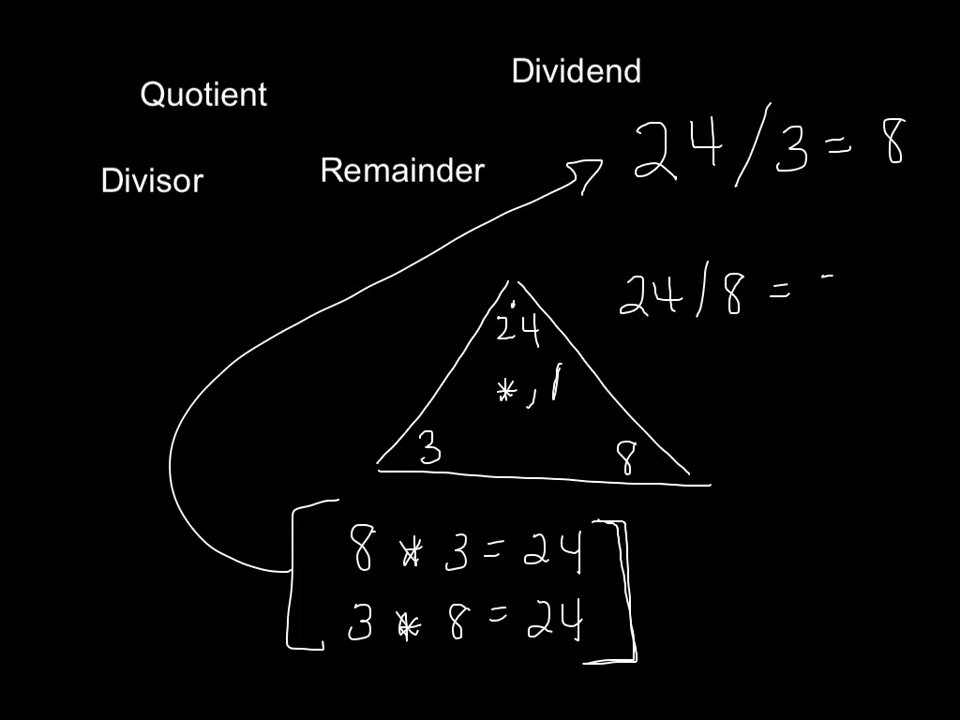 Dividend
Quotient
24/3=8
Remainder
Divisor
24/8=
24
*,/
3
8
8*3=24
3*8=24